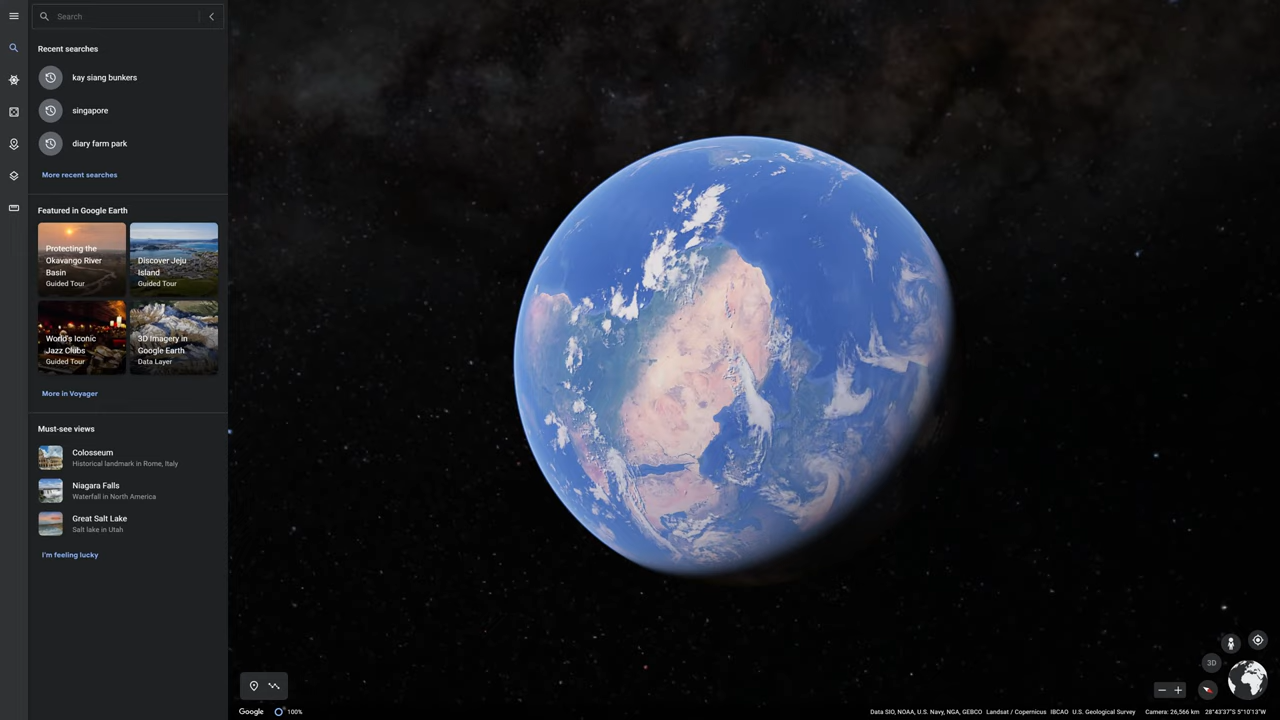 Search
Recent searches
kay siang bunkers
singapore
diary farm park
More recent searches
Featured in Google Earth
Protecting the
Okavango River
Basin
Guided Tour
Discover Jeju
Island
Guided Tour
World's Iconic
Jazz Clubs
Guided Tour
3D Imagery in
Google Earth
Data Layer
More in Voyager
Must-see views
Colosseum
Historical landmark in Rome, Italy
Niagara Falls
Waterfall in North America
Great Salt Lake
Salt lake in Utah
I'm feeling lucky
3D
Google 100%
Data SIO, NOAA, U.S. Navy, NGA, GEBCO Landsat / Copernicus IBCAO U.S. Geological Survey Camera: 26,566 km 28°43'37"S 5°10'13"W